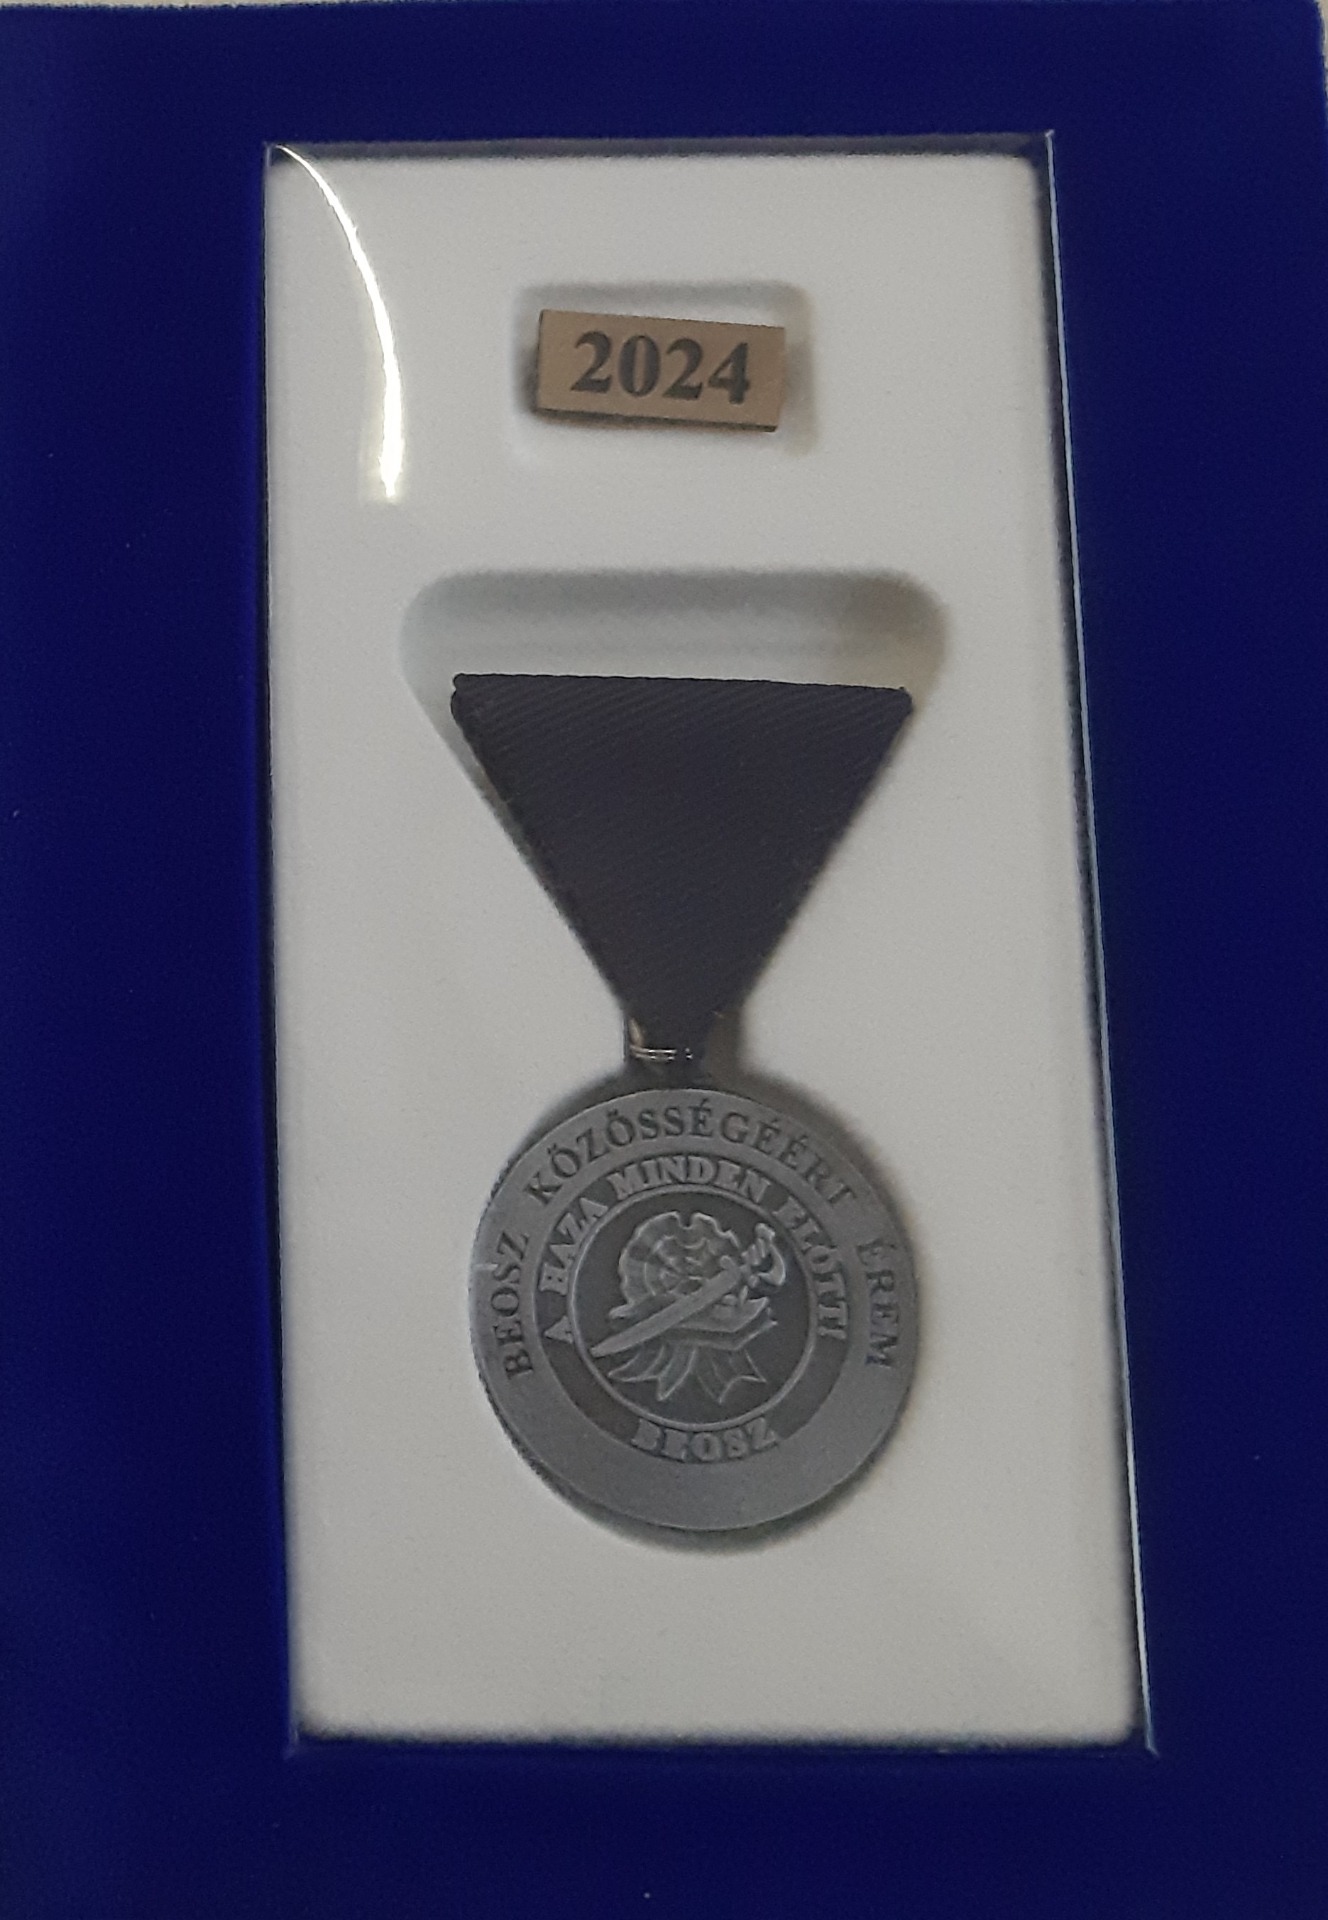 2024
BEOSZ KÖZÖSSÉGÉÉRT ÉREM
A HAZA MINDEN ELŐTT!
BEOSZ